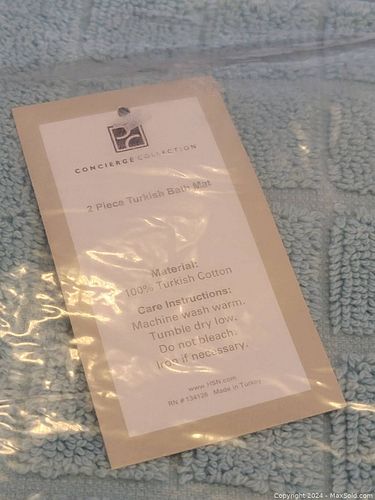 CONCIERGE COLLECTION
2 Piece Turkish Bath Mat
Material:
100% Turkish Cotton
Care Instructions:
Machine wash warm.
Tumble dry low.
Do not bleach.
Iron if necessary.
www.HSN.com
RN # 134126 Made in Turkey
Copyright 2024 - MaxSold.com